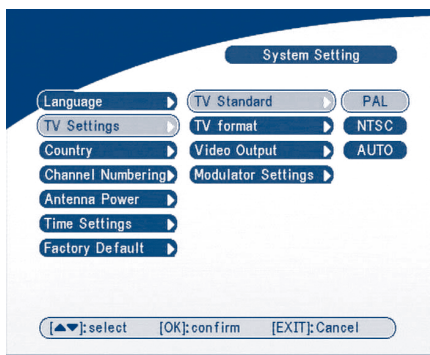 System Setting
Language TV Standard PAL
TV Settings TV format NTSC
Country Video Output AUTO
Channel Numbering Modulator Settings
Antenna Power
Time Settings
Factory Default
[▲▼]: select [OK]: confirm [EXIT]: Cancel